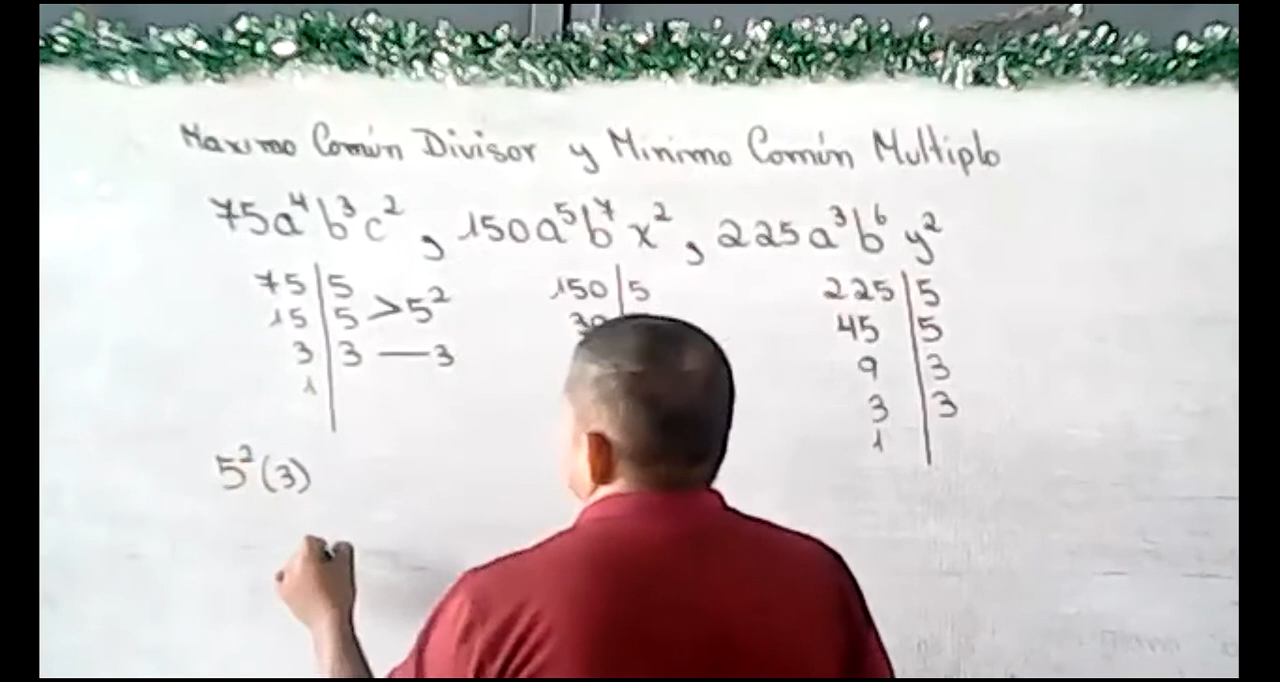 Maximo Común Divisor y Minimo Común Multiplo
75a⁴b³c² , 150a⁵b⁷x² , 225a³b⁶y²
75 | 5 150 | 5 225 | 5
15 | 5 > 5² 30 45 | 5
3 | 3 — 3 9 | 3
1 3 | 3
1
5²(3)